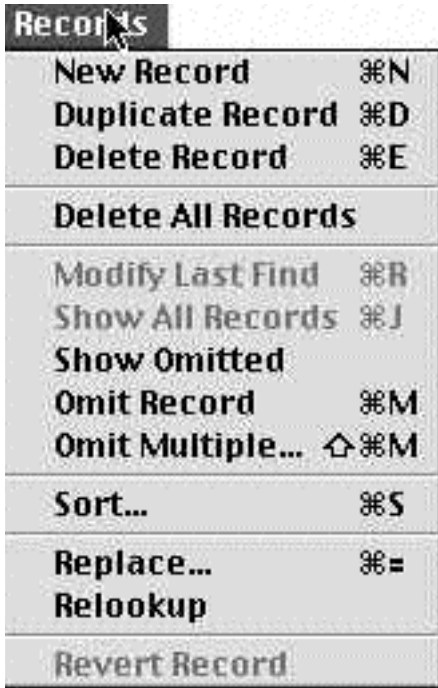 Records
New Record ⌘N
Duplicate Record ⌘D
Delete Record ⌘E
Delete All Records
Modify Last Find ⌘R
Show All Records ⌘J
Show Omitted
Omit Record ⌘M
Omit Multiple... ⇧⌘M
Sort... ⌘S
Replace... ⌘=
Relookup
Revert Record